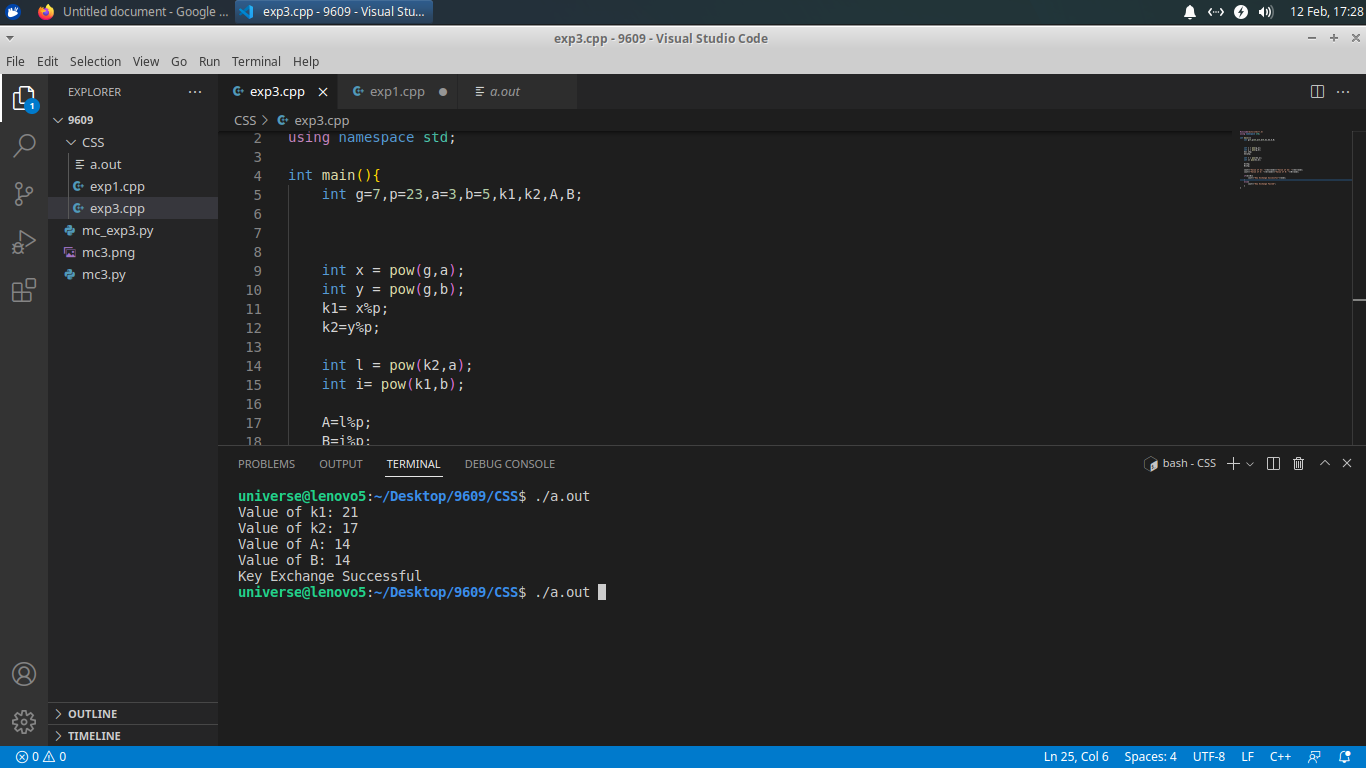 Untitled document - Google ...
exp3.cpp - 9609 - Visual Stu...
12 Feb, 17:28
exp3.cpp - 9609 - Visual Studio Code
File Edit Selection View Go Run Terminal Help
EXPLORER
exp3.cpp
exp1.cpp
a.out
1
9609
CSS
a.out
exp1.cpp
exp3.cpp
mc_exp3.py
mc3.png
mc3.py
CSS > exp3.cpp
2 using namespace std;
3
4 int main(){
5 int g=7,p=23,a=3,b=5,k1,k2,A,B;
6
7
8
9 int x = pow(g,a);
10 int y = pow(g,b);
11 k1= x%p;
12 k2=y%p;
13
14 int l = pow(k2,a);
15 int i= pow(k1,b);
16
17 A=l%p;
18 B=i%p;
PROBLEMS OUTPUT TERMINAL DEBUG CONSOLE
bash - CSS
universe@lenovo5:~/Desktop/9609/CSS$ ./a.out
Value of k1: 21
Value of k2: 17
Value of A: 14
Value of B: 14
Key Exchange Successful
universe@lenovo5:~/Desktop/9609/CSS$ ./a.out
OUTLINE
TIMELINE
0 0
Ln 25, Col 6 Spaces: 4 UTF-8 LF C++